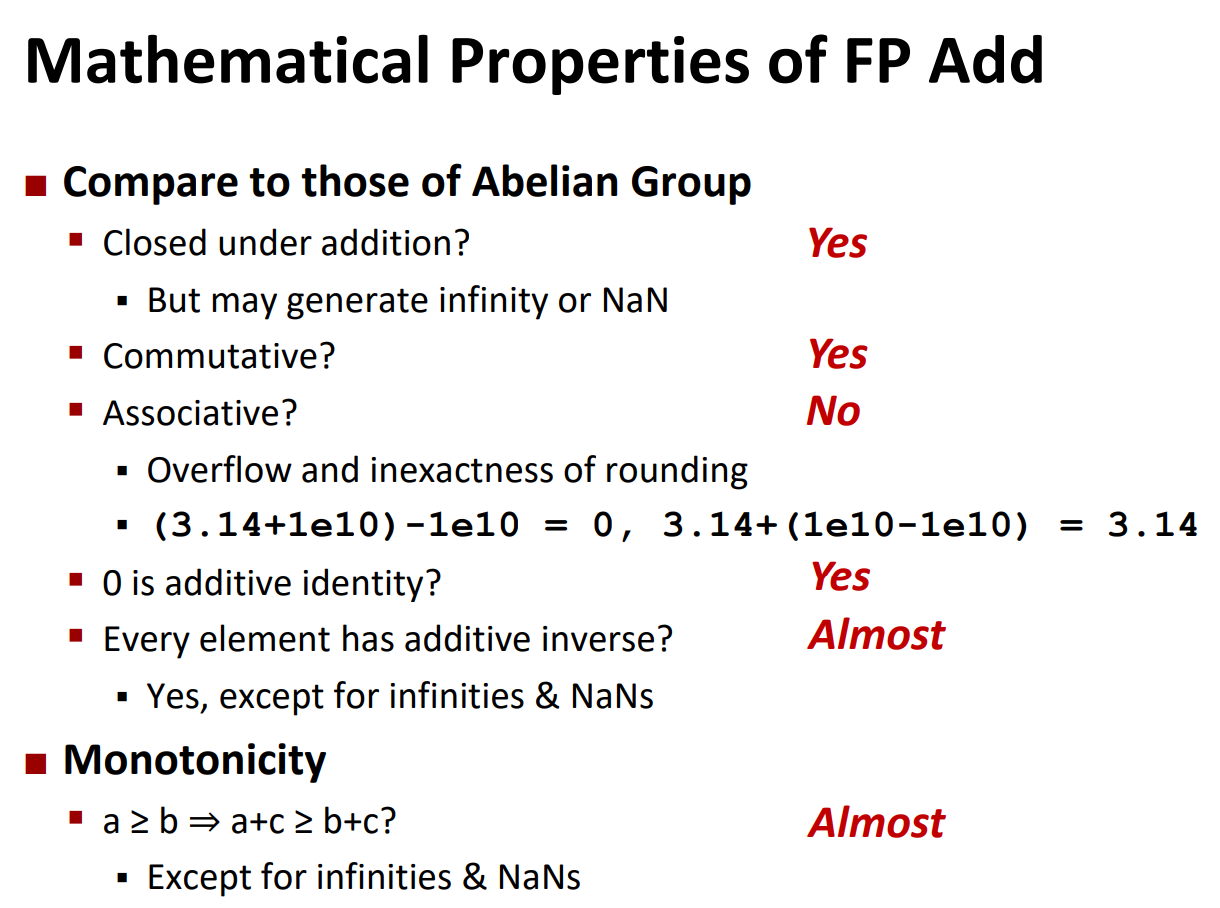 Mathematical Properties of FP Add
■ Compare to those of Abelian Group
▪ Closed under addition? Yes
▪ But may generate infinity or NaN
▪ Commutative? Yes
▪ Associative? No
▪ Overflow and inexactness of rounding
▪ (3.14+1e10)-1e10 = 0, 3.14+(1e10-1e10) = 3.14
▪ 0 is additive identity? Yes
▪ Every element has additive inverse? Almost
▪ Yes, except for infinities & NaNs
■ Monotonicity
▪ a ≥ b ⇒ a+c ≥ b+c? Almost
▪ Except for infinities & NaNs